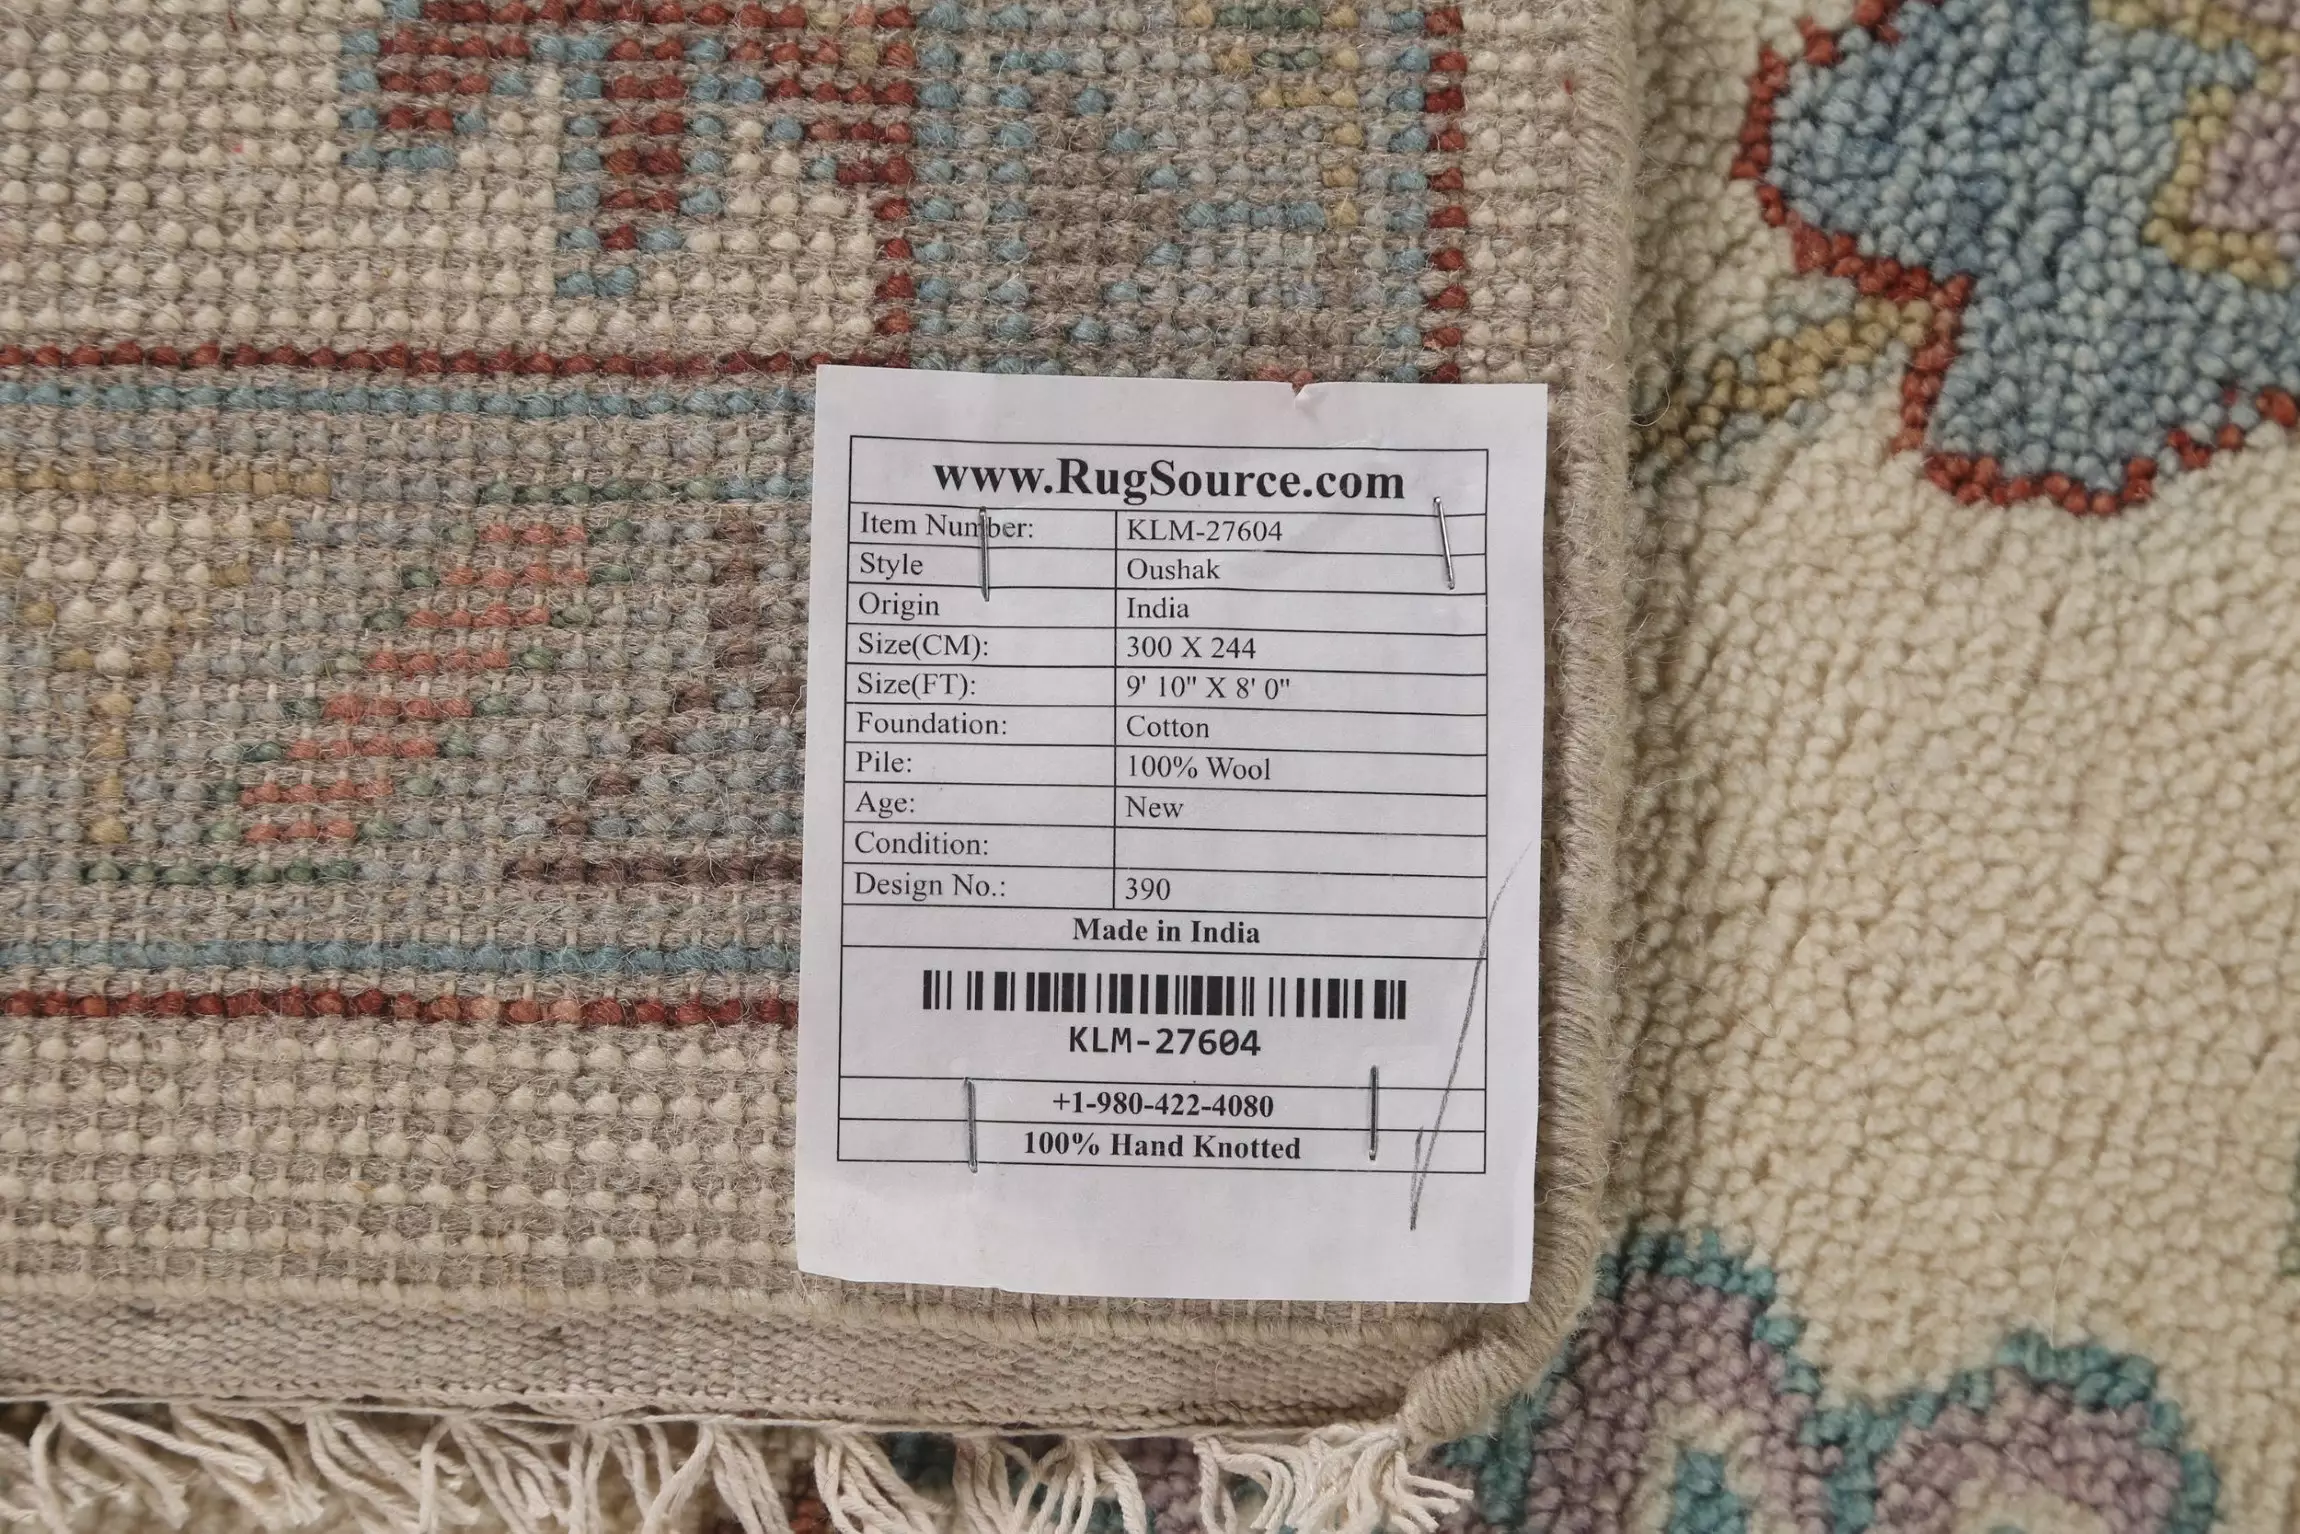 www.RugSource.com
Item Number: KLM-27604
Style Oushak
Origin India
Size(CM): 300 X 244
Size(FT): 9' 10" X 8' 0"
Foundation: Cotton
Pile: 100% Wool
Age: New
Condition:
Design No.: 390
Made in India
KLM-27604
+1-980-422-4080
100% Hand Knotted